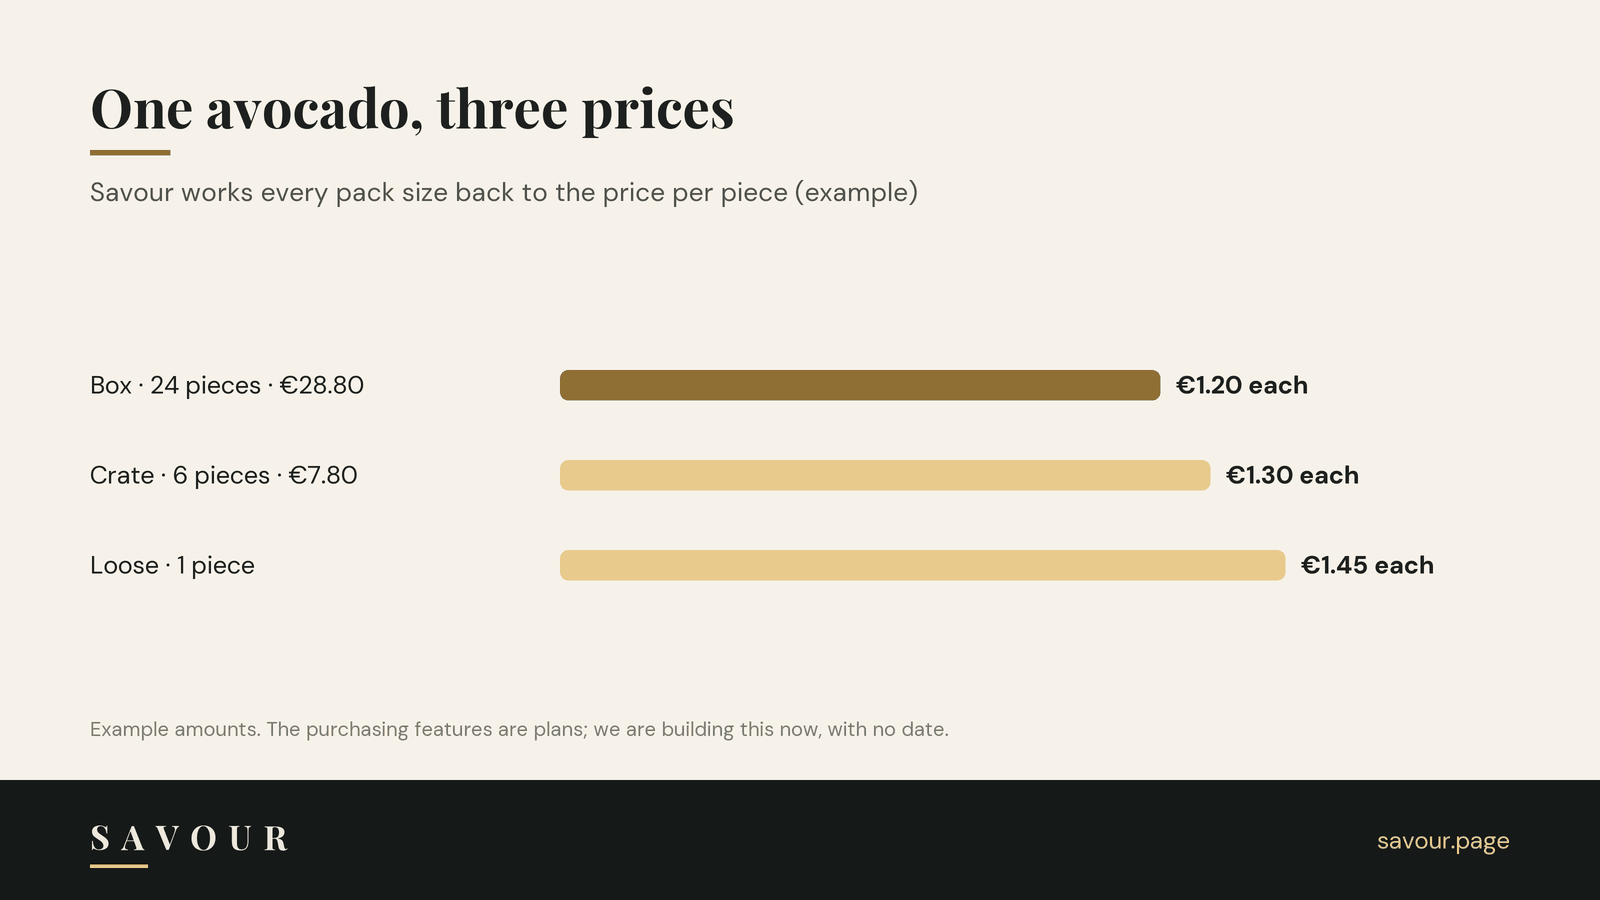 One avocado, three prices
Savour works every pack size back to the price per piece (example)
Box · 24 pieces · €28.80
€1.20 each
Crate · 6 pieces · €7.80
€1.30 each
Loose · 1 piece
€1.45 each
Example amounts. The purchasing features are plans; we are building this now, with no date.
SAVOUR
savour.page